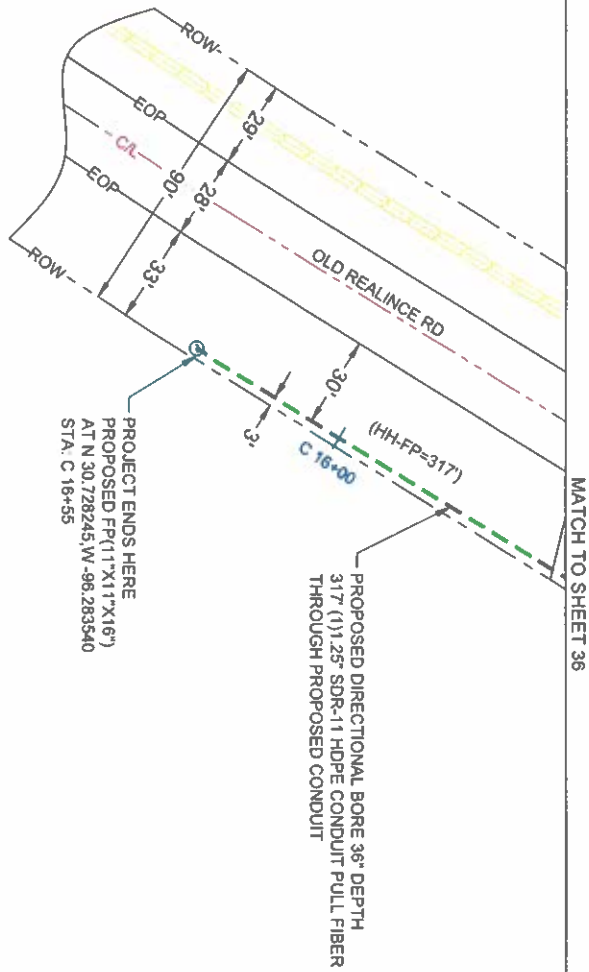 MATCH TO SHEET 36
ROW
EOP
C/L
EOP
ROW
29'
28'
90'
33'
OLD REALINCE RD
30'
3'
C 16+00
(HH-FP=317')
PROPOSED DIRECTIONAL BORE 36" DEPTH
317' (1)1.25" SDR-11 HDPE CONDUIT PULL FIBER
THROUGH PROPOSED CONDUIT
PROJECT ENDS HERE
PROPOSED FP(11"X11"X16")
AT N 30.728245,W -96.283540
STA: C 16+55